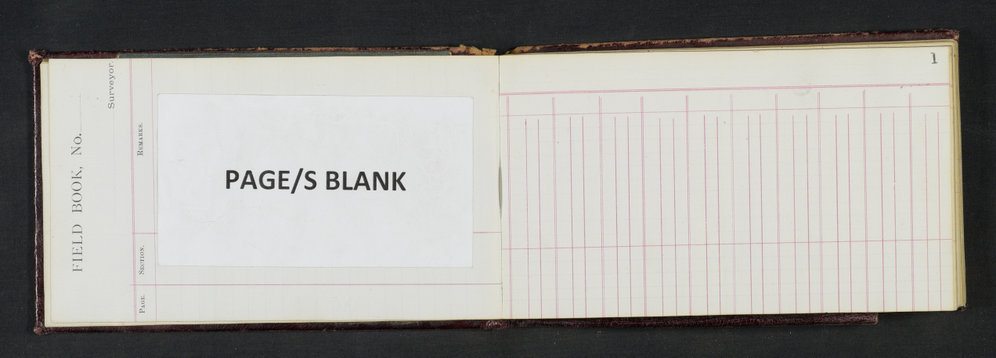 FIELD BOOK, No.
Surveyor.
PAGE.
SECTION.
REMARKS.
PAGE/S BLANK
1